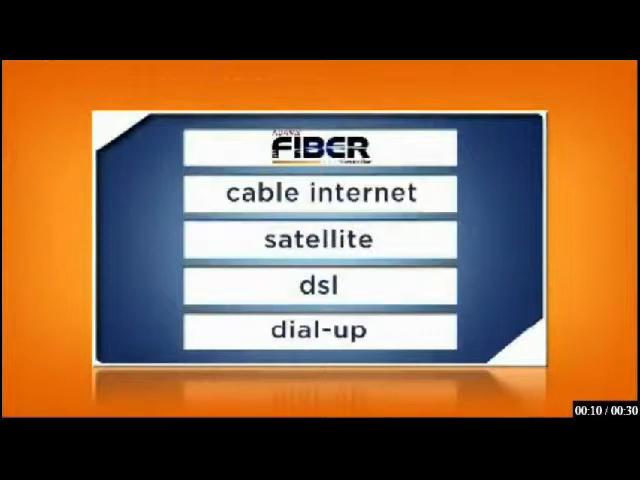 FIBER
cable internet
satellite
dsl
dial-up
00:10 / 00:30